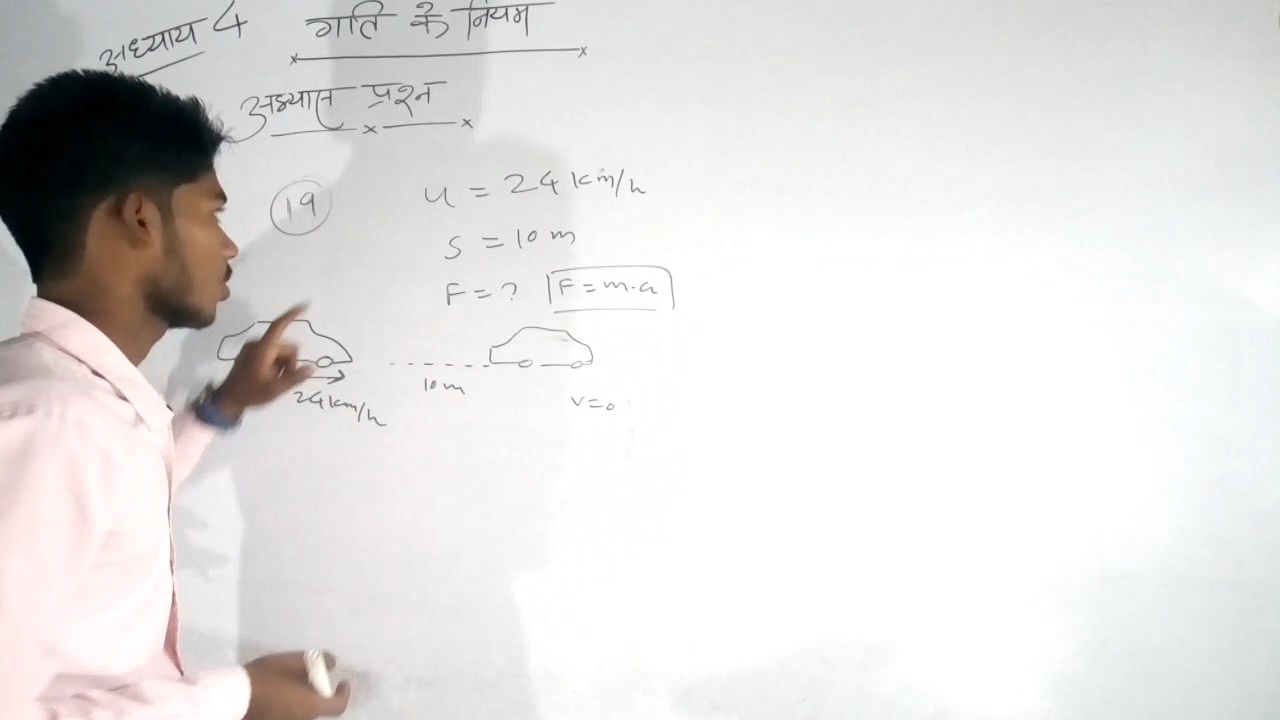 अध्याय 4 गति के नियम
अभ्यास प्रश्न
19
u = 24 km/h
s = 10 m
F = ? F = m.a
24 km/h
10 m
v=0